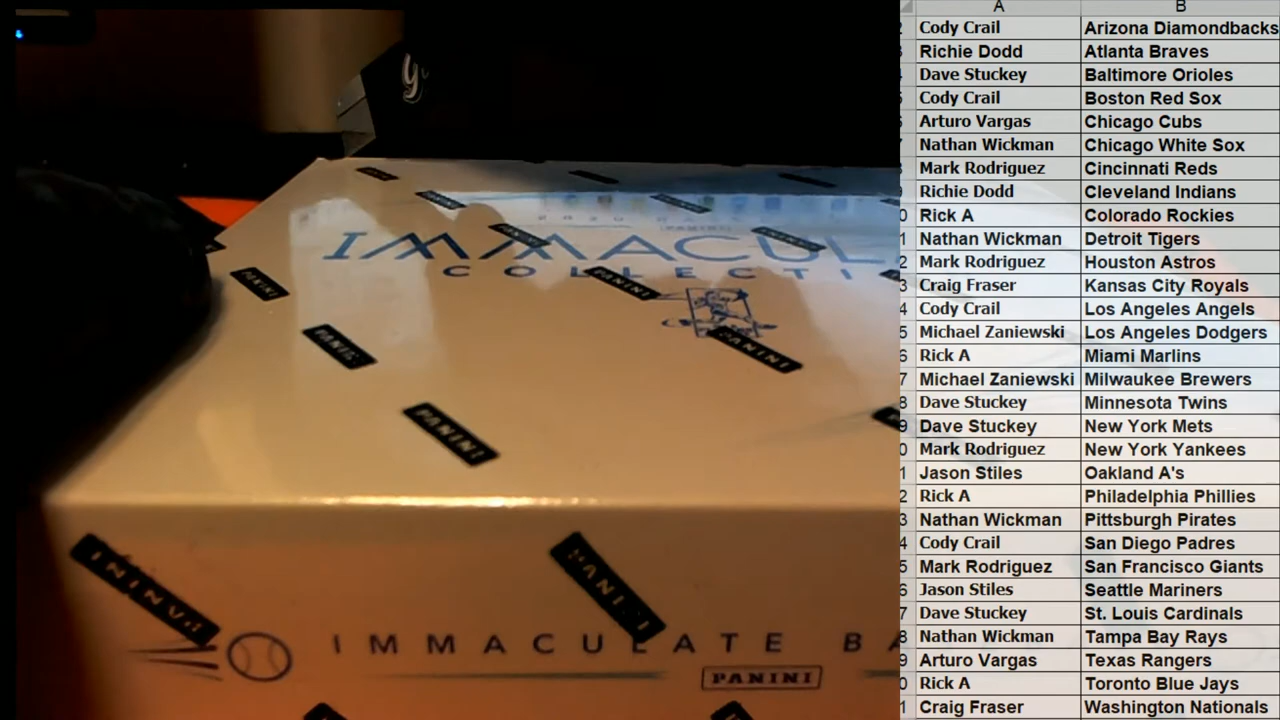 A B
Cody Crail Arizona Diamondbacks
Richie Dodd Atlanta Braves
Dave Stuckey Baltimore Orioles
Cody Crail Boston Red Sox
Arturo Vargas Chicago Cubs
Nathan Wickman Chicago White Sox
Mark Rodriguez Cincinnati Reds
Richie Dodd Cleveland Indians
Rick A Colorado Rockies
Nathan Wickman Detroit Tigers
Mark Rodriguez Houston Astros
Craig Fraser Kansas City Royals
Cody Crail Los Angeles Angels
Michael Zaniewski Los Angeles Dodgers
Rick A Miami Marlins
Michael Zaniewski Milwaukee Brewers
Dave Stuckey Minnesota Twins
Dave Stuckey New York Mets
Mark Rodriguez New York Yankees
Jason Stiles Oakland A's
Rick A Philadelphia Phillies
Nathan Wickman Pittsburgh Pirates
Cody Crail San Diego Padres
Mark Rodriguez San Francisco Giants
Jason Stiles Seattle Mariners
Dave Stuckey St. Louis Cardinals
Nathan Wickman Tampa Bay Rays
Arturo Vargas Texas Rangers
Rick A Toronto Blue Jays
Craig Fraser Washington Nationals
IMMACUL
COLLECTI
PANINI
PANINI
PANINI
PANINI
PANINI
PANINI
PANINI
IMMACULATE BA
PANINI